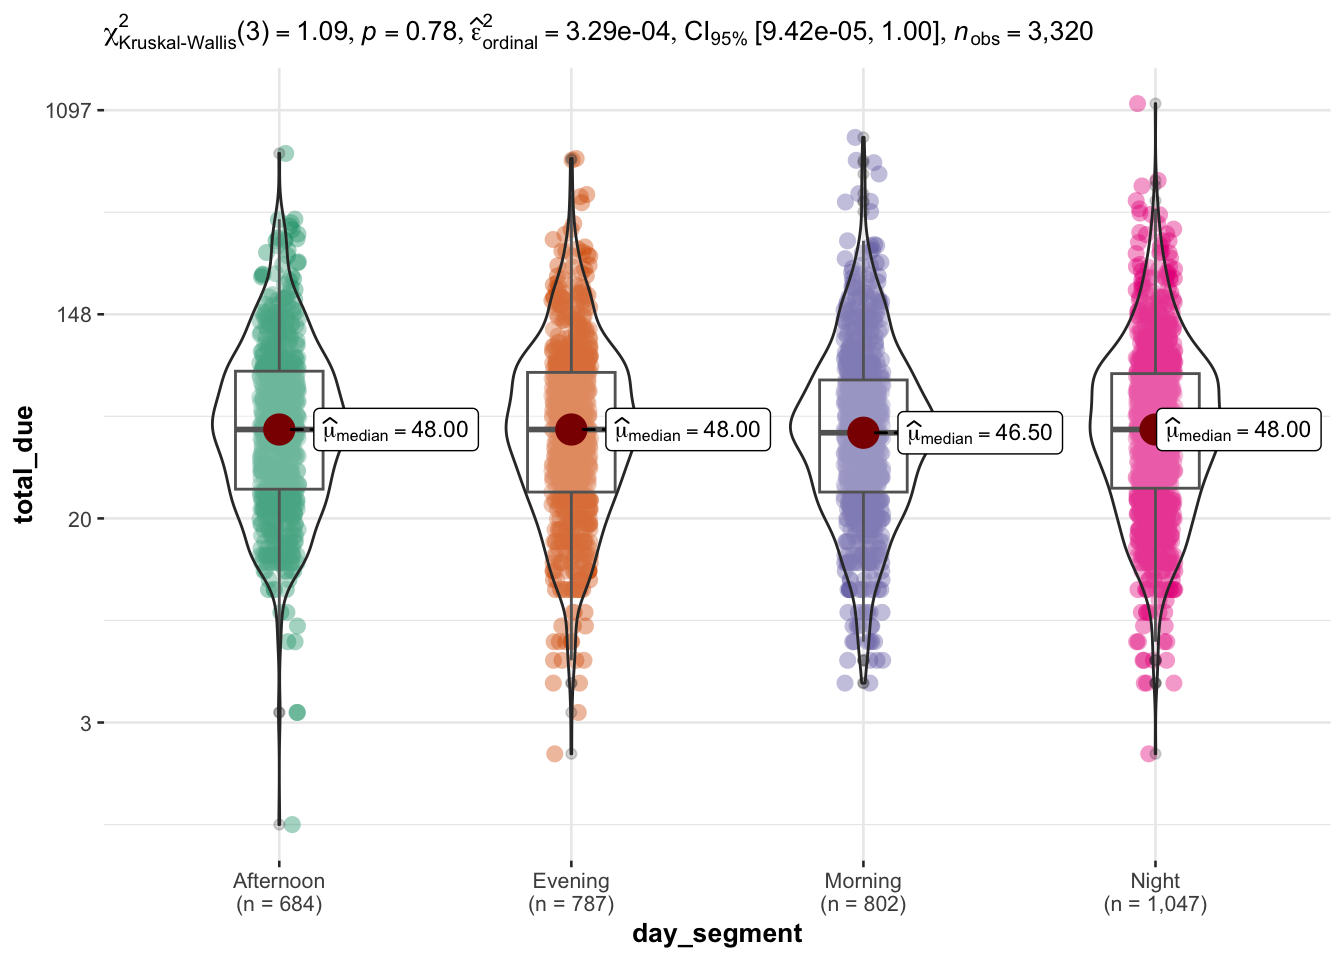 χ²Kruskal-Wallis(3) = 1.09, p = 0.78, ε̂²ordinal = 3.29e-04, CI95% [9.42e-05, 1.00], nobs = 3,320
1097
148
20
3
total_due
μ̂median = 48.00
μ̂median = 48.00
μ̂median = 46.50
μ̂median = 48.00
Afternoon
(n = 684)
Evening
(n = 787)
Morning
(n = 802)
Night
(n = 1,047)
day_segment